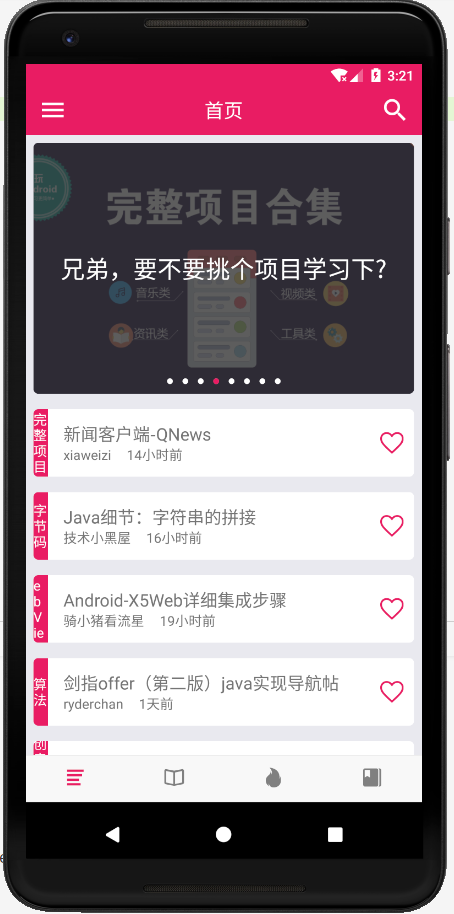 3:21
首页
玩
droid
完整项目合集
兄弟，要不要挑个项目学习下?
音乐类
视频类
资讯类
工具类
完
整
项
目
新闻客户端-QNews
xiaweizi 14小时前
字
节
码
Java细节：字符串的拼接
技术小黑屋 16小时前
e
b
V
ie
Android-X5Web详细集成步骤
骑小猪看流星 19小时前
算
法
剑指offer（第二版）java实现导航帖
ryderchan 1天前
创